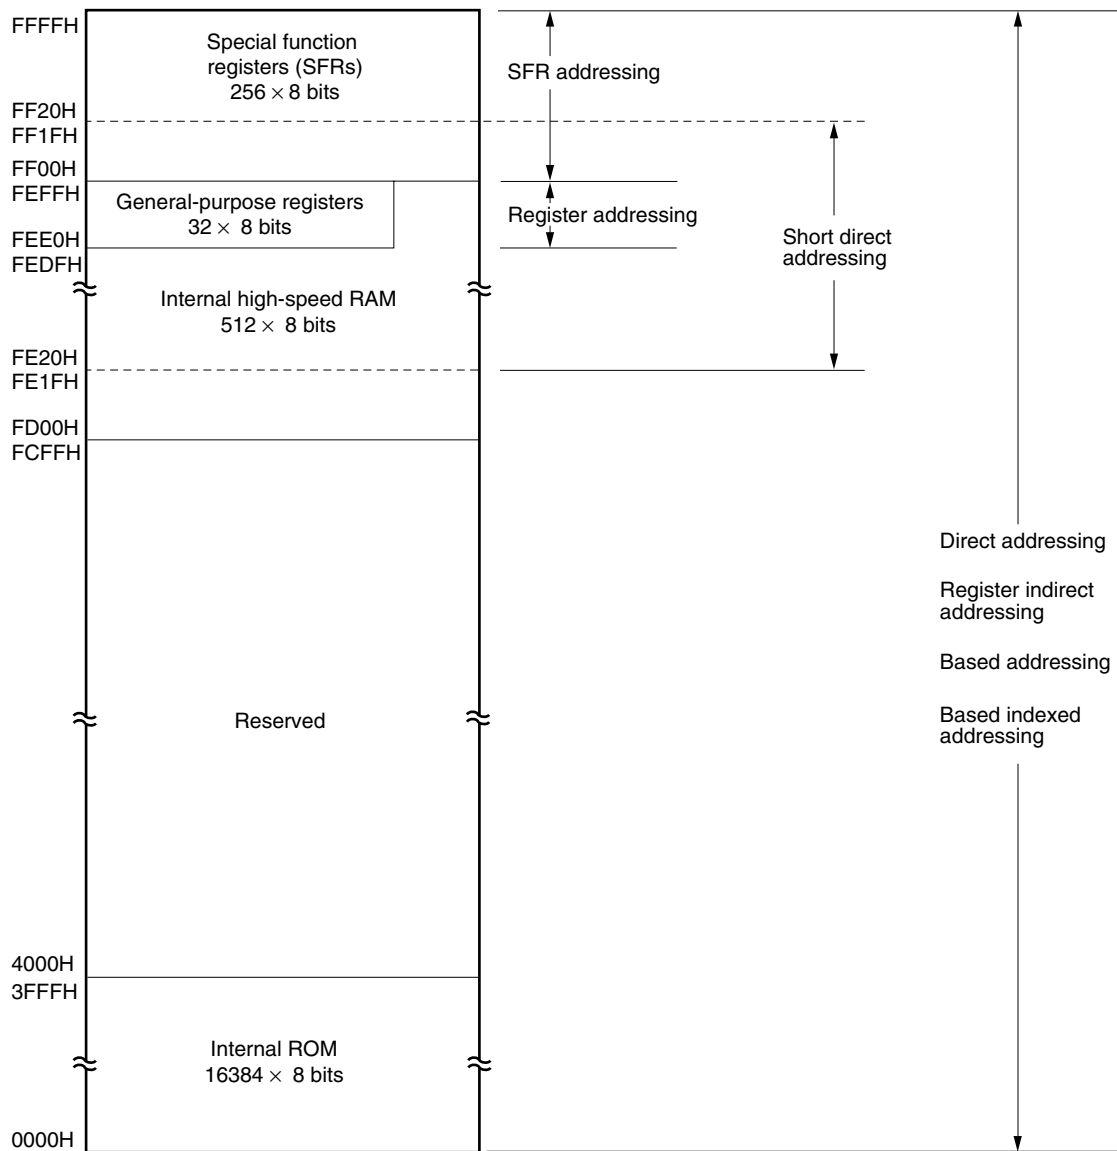 FFFFH
Special function
registers (SFRs)
256 × 8 bits
SFR addressing
FF20H
FF1FH
FF00H
FEFFH
General-purpose registers
32 × 8 bits
Register addressing
FEE0H
FEDFH
Short direct
addressing
Internal high-speed RAM
512 × 8 bits
FE20H
FE1FH
FD00H
FCFFH
Direct addressing
Register indirect
addressing
Based addressing
Based indexed
addressing
Reserved
4000H
3FFFH
Internal ROM
16384 × 8 bits
0000H